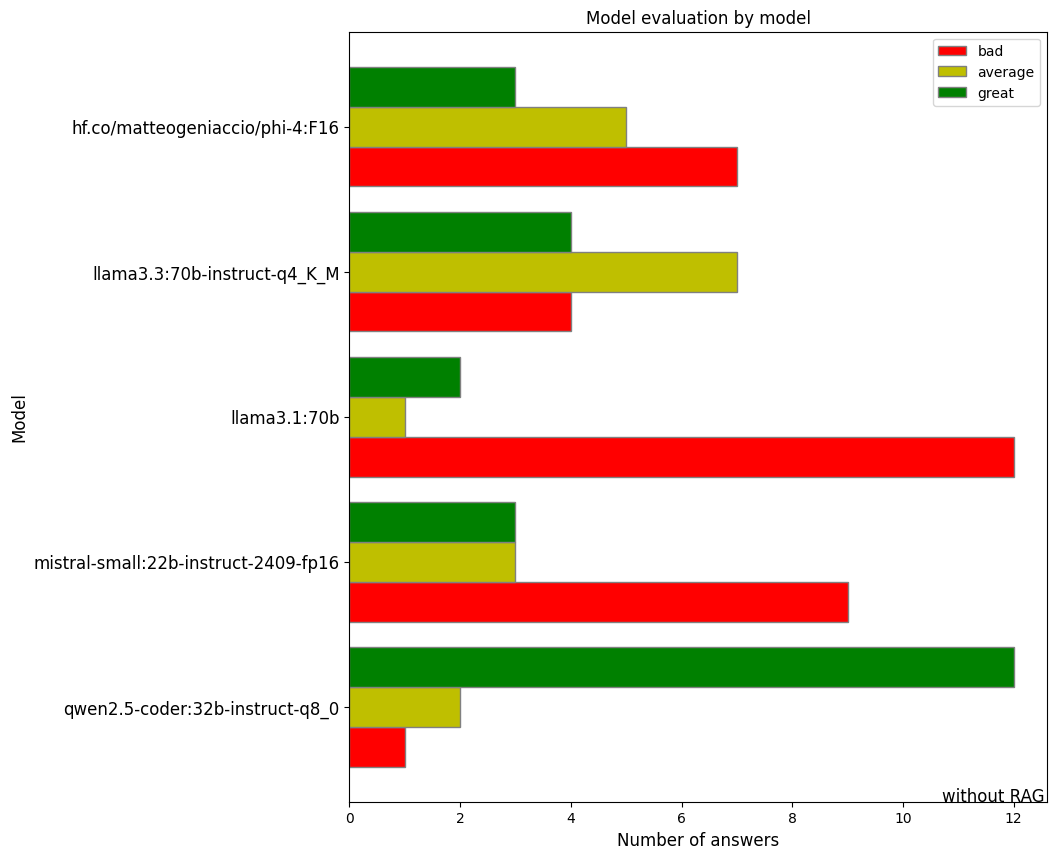 Model evaluation by model
bad
average
great
hf.co/matteogeniaccio/phi-4:F16
llama3.3:70b-instruct-q4_K_M
llama3.1:70b
mistral-small:22b-instruct-2409-fp16
qwen2.5-coder:32b-instruct-q8_0
Model
without RAG
0 2 4 6 8 10 12
Number of answers